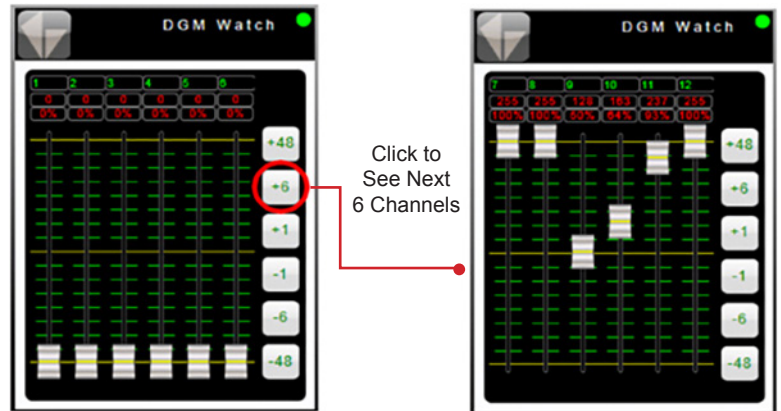 DGM Watch
1 2 3 4 5 6
0 0 0 0 0 0
0% 0% 0% 0% 0% 0%
+48
+6
+1
-1
-6
-48
Click to
See Next
6 Channels
DGM Watch
7 8 9 10 11 12
255 255 128 163 237 255
100% 100% 50% 64% 93% 100%
+48
+6
+1
-1
-6
-48